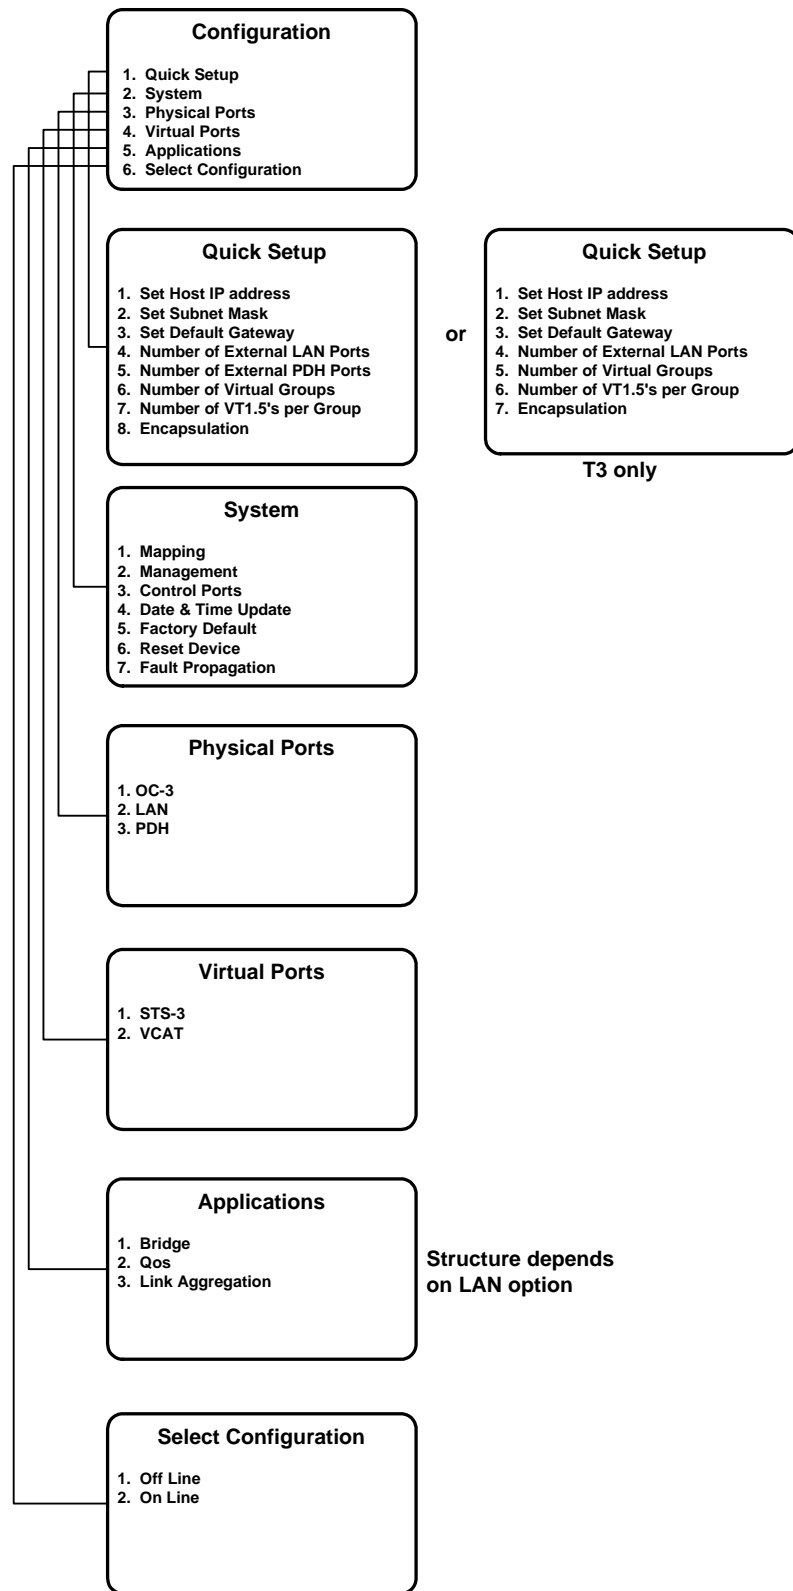 Configuration
1. Quick Setup
2. System
3. Physical Ports
4. Virtual Ports
5. Applications
6. Select Configuration
Quick Setup
1. Set Host IP address
2. Set Subnet Mask
3. Set Default Gateway
4. Number of External LAN Ports
5. Number of External PDH Ports
6. Number of Virtual Groups
7. Number of VT1.5's per Group
8. Encapsulation
or
Quick Setup
1. Set Host IP address
2. Set Subnet Mask
3. Set Default Gateway
4. Number of External LAN Ports
5. Number of Virtual Groups
6. Number of VT1.5's per Group
7. Encapsulation
T3 only
System
1. Mapping
2. Management
3. Control Ports
4. Date & Time Update
5. Factory Default
6. Reset Device
7. Fault Propagation
Physical Ports
1. OC-3
2. LAN
3. PDH
Virtual Ports
1. STS-3
2. VCAT
Applications
1. Bridge
2. Qos
3. Link Aggregation
Structure depends
on LAN option
Select Configuration
1. Off Line
2. On Line